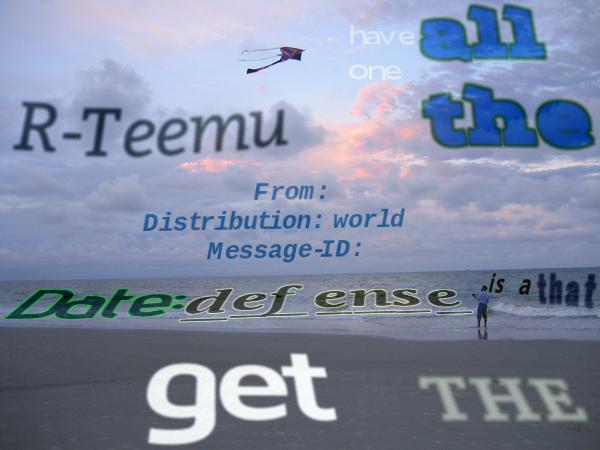 have
one
all
the
R-Teemu
From:
Distribution: world
Message-ID:
Date:
defense
is a
that
get
THE